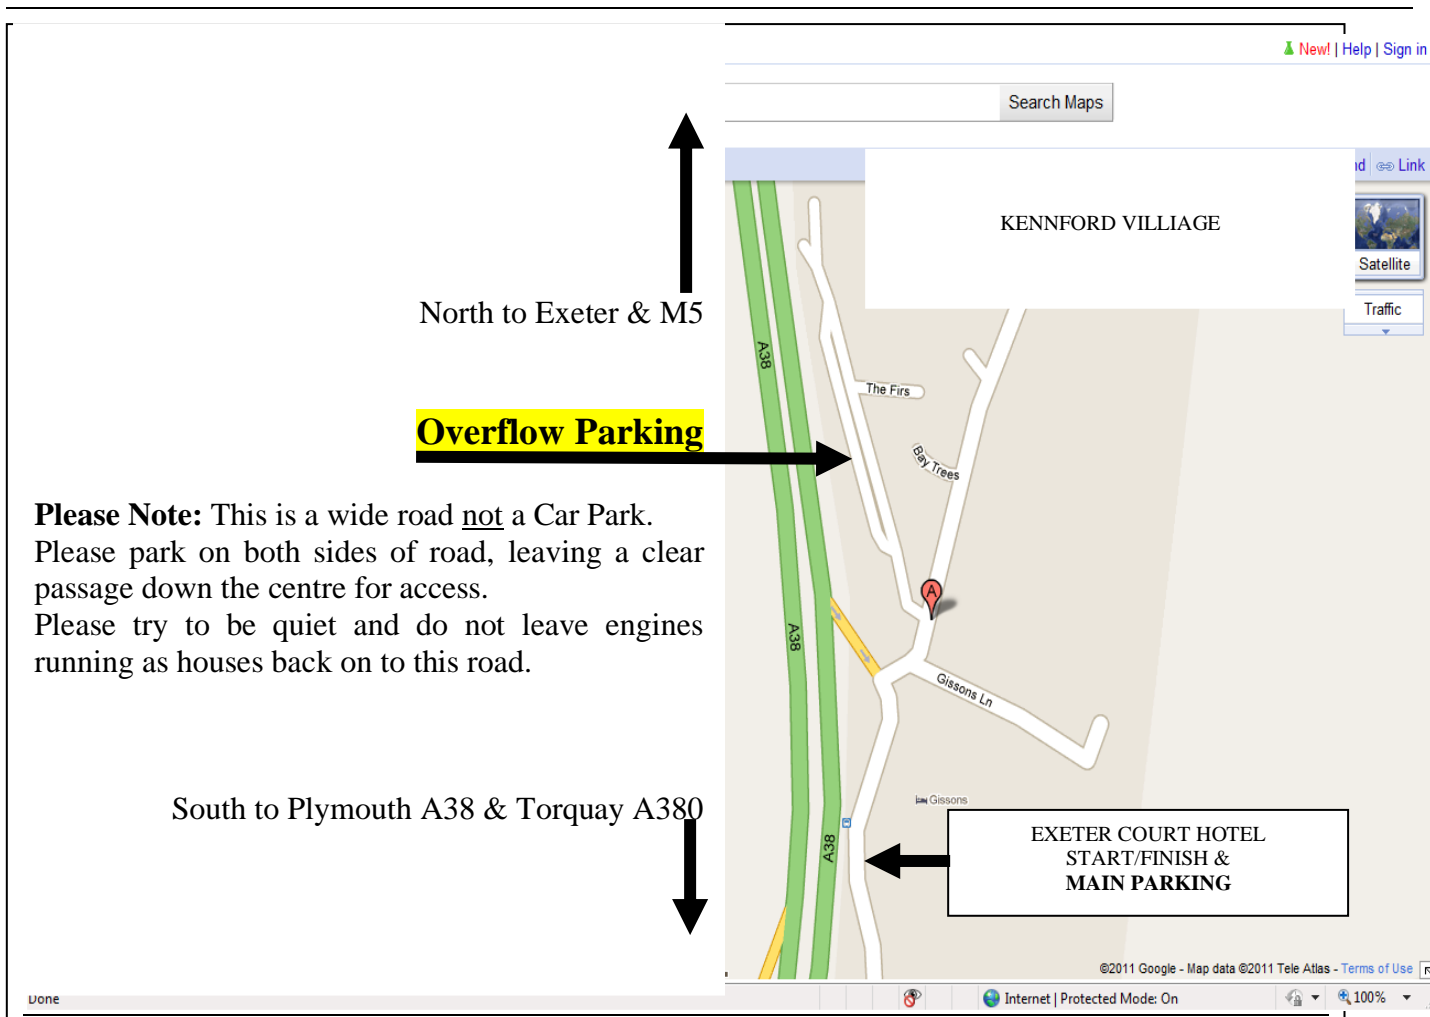 New! | Help | Sign in
Search Maps
nd Link
KENNFORD VILLIAGE
Satellite
Traffic
North to Exeter & M5
A38
The Firs
Overflow Parking
Bay Trees
Please Note: This is a wide road not a Car Park.
Please park on both sides of road, leaving a clear
passage down the centre for access.
Please try to be quiet and do not leave engines
running as houses back on to this road.
A
A38
Gissons Ln
South to Plymouth A38 & Torquay A380
Gissons
A38
EXETER COURT HOTEL
START/FINISH &
MAIN PARKING
©2011 Google - Map data ©2011 Tele Atlas - Terms of Use
Done
Internet | Protected Mode: On
100%